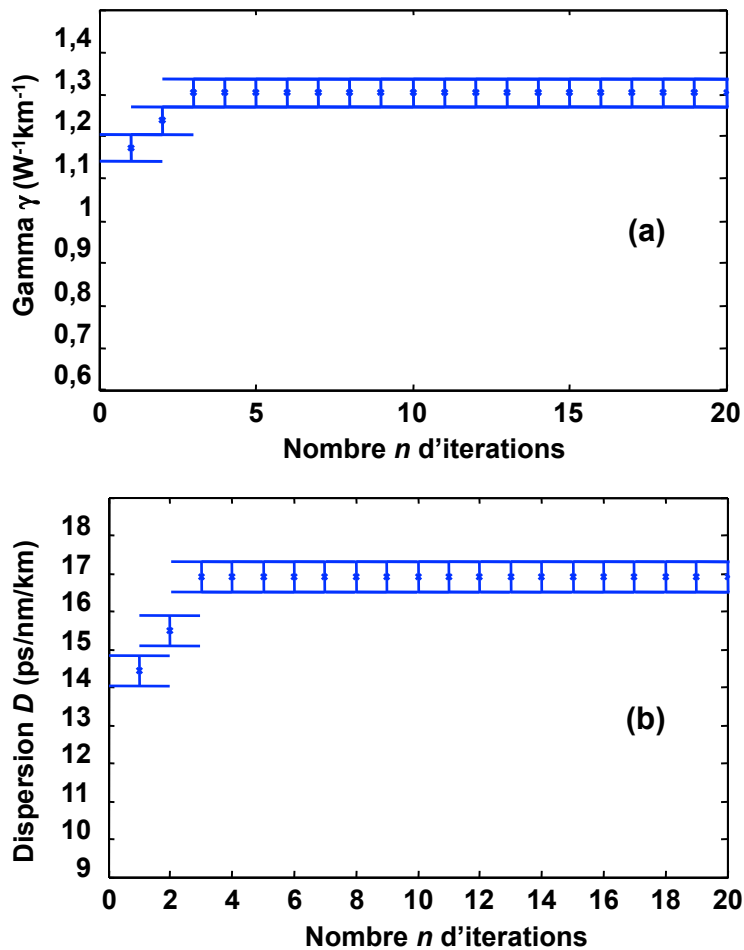 1,4
1,3
1,2
1,1
1
0,9
0,8
0,7
0,6
Gamma γ (W⁻¹km⁻¹)
(a)
0 5 10 15 20
Nombre n d'iterations
18
17
16
15
14
13
12
11
10
9
Dispersion D (ps/nm/km)
(b)
0 2 4 6 8 10 12 14 16 18 20
Nombre n d'iterations